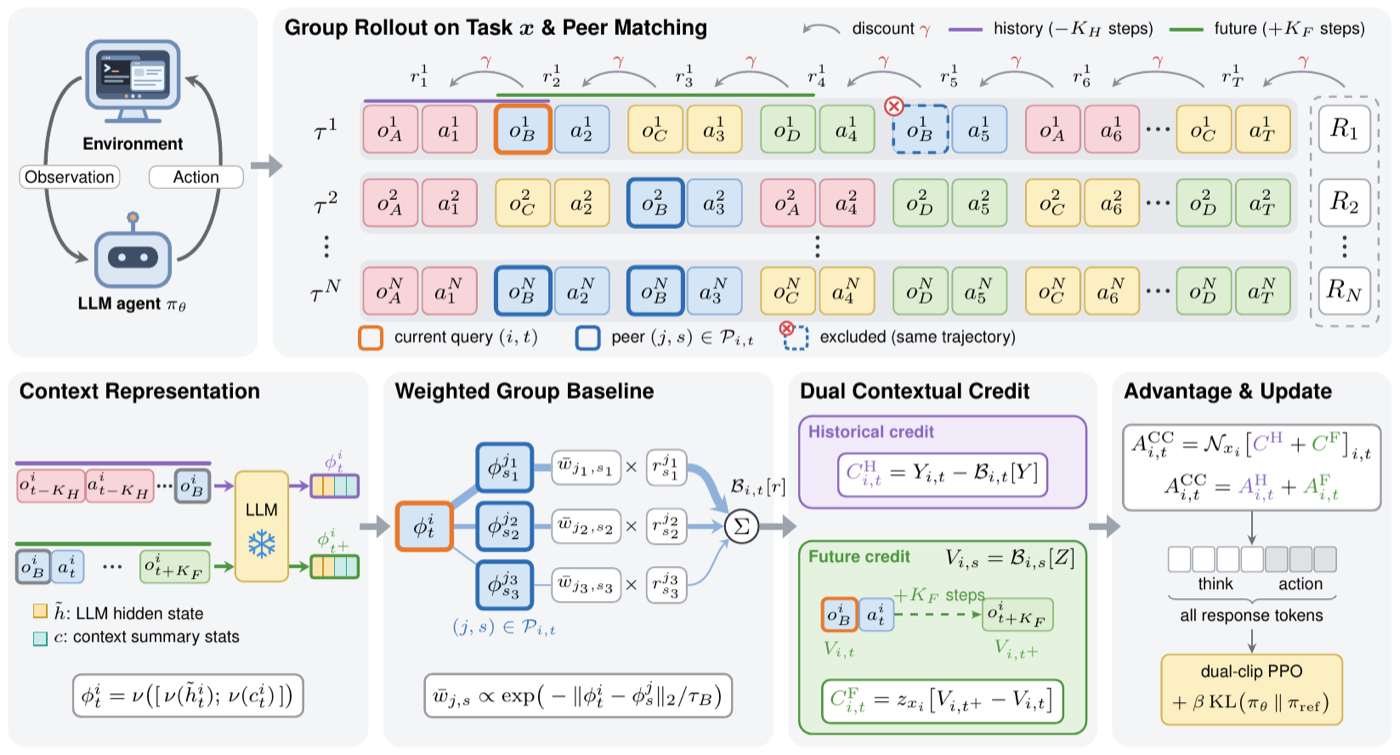 Environment
Observation
Action
LLM agent π_θ
Group Rollout on Task x & Peer Matching
discount γ
history (−K_H steps)
future (+K_F steps)
r_1^1 γ r_2^1 γ r_3^1 γ r_4^1 γ r_5^1 γ r_6^1 γ r_T^1 γ
τ^1 o_A^1 a_1^1 o_B^1 a_2^1 o_C^1 a_3^1 o_D^1 a_4^1 o_B^1 a_5^1 o_A^1 a_6^1 ··· o_C^1 a_T^1 R_1
τ^2 o_A^2 a_1^2 o_C^2 a_2^2 o_B^2 a_3^2 o_A^2 a_4^2 o_D^2 a_5^2 o_C^2 a_6^2 ··· o_D^2 a_T^2 R_2
⋮ ⋮ ⋮
τ^N o_A^N a_1^N o_B^N a_2^N o_B^N a_3^N o_C^N a_4^N o_D^N a_5^N o_C^N a_6^N ··· o_D^N a_T^N R_N
current query (i, t)
peer (j, s) ∈ P_{i,t}
excluded (same trajectory)
Context Representation
o_{t−K_H}^i a_{t−K_H}^i ··· o_B^i
LLM
ϕ_t^i
o_B^i a_t^i ··· o_{t+K_F}^i
ϕ_{t+}^i
h̃: LLM hidden state
c: context summary stats
ϕ_t^i = ν([ν(h̃_t^i); ν(c_t^i)])
Weighted Group Baseline
ϕ_t^i
ϕ_{s_1}^{j_1} w̄_{j_1,s_1} × r_{s_1}^{j_1}
ϕ_{s_2}^{j_2} w̄_{j_2,s_2} × r_{s_2}^{j_2}
ϕ_{s_3}^{j_3} w̄_{j_3,s_3} × r_{s_3}^{j_3}
B_{i,t}[r]
Σ
(j, s) ∈ P_{i,t}
w̄_{j,s} ∝ exp(−‖ϕ_t^i − ϕ_s^j‖_2/τ_B)
Dual Contextual Credit
Historical credit
C_{i,t}^H = Y_{i,t} − B_{i,t}[Y]
Future credit
V_{i,s} = B_{i,s}[Z]
o_B^i a_t^i +K_F steps o_{t+K_F}^i
V_{i,t} V_{i,t+}
C_{i,t}^F = z_{x_i}[V_{i,t+} − V_{i,t}]
Advantage & Update
A_{i,t}^{CC} = N_{x_i}[C^H + C^F]_{i,t}
A_{i,t}^{CC} = A_{i,t}^H + A_{i,t}^F
think action
all response tokens
dual-clip PPO
+ β KL(π_θ ‖ π_ref)